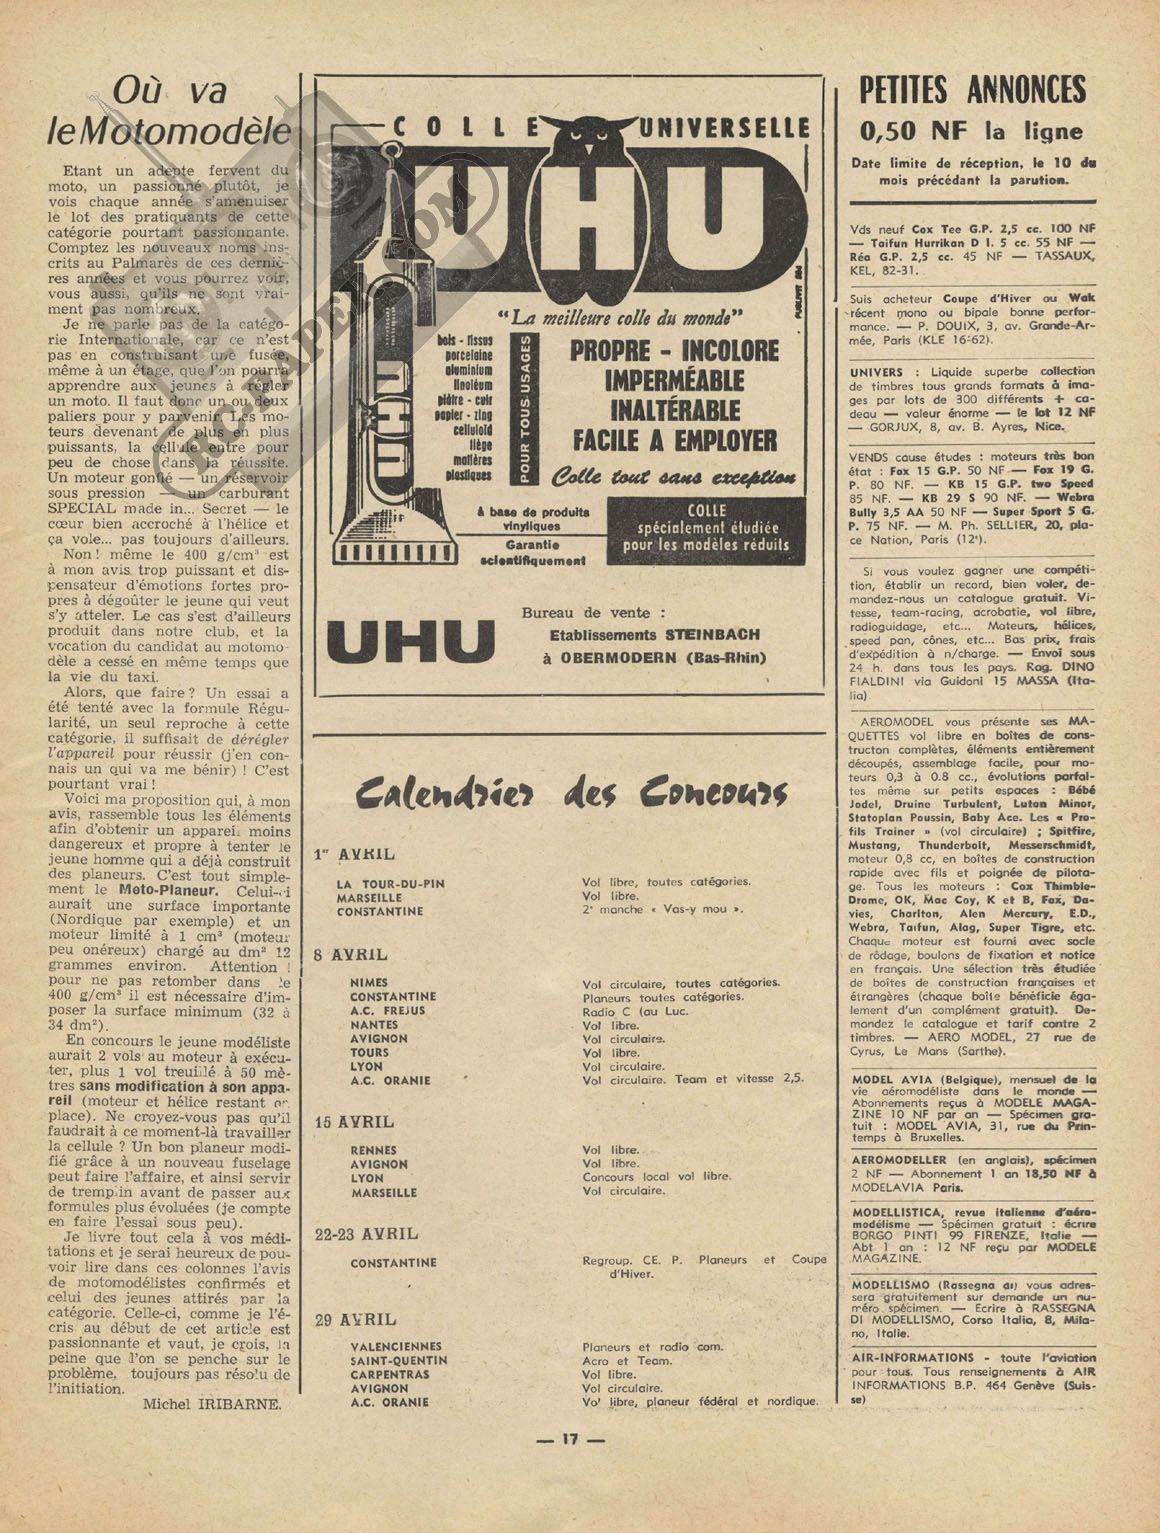 Où va
le Motomodèle
Etant un adepte fervent du
moto, un passionné plutôt, je
vois chaque année s'amenuiser
le lot des pratiquants de cette
catégorie pourtant passionnante.
Comptez les nouveaux noms ins-
crits au Palmarès de ces derniè-
res années et vous pourrez voir,
vous aussi, qu'ils ne sont vrai-
ment pas nombreux.
Je ne parle pas de la catégo-
rie Internationale, car ce n'est
pas en construisant une fusée,
même à un étage, que l'on pourra
apprendre aux jeunes à régler
un moto. Il faut donc un ou deux
paliers pour y parvenir. Les mo-
teurs devenant de plus en plus
puissants, la cellule entre pour
peu de chose dans la réussite.
Un moteur gonflé — un réservoir
sous pression — un carburant
SPECIAL made in... Secret — le
cœur bien accroché à l'hélice et
ça vole... pas toujours d'ailleurs.
Non! même le 400 g/cm³ est
à mon avis trop puissant et dis-
pensateur d'émotions fortes pro-
pres à dégoûter le jeune qui veut
s'y atteler. Le cas s'est d'ailleurs
produit dans notre club, et la
vocation du candidat au motomo-
dèle a cessé en même temps que
la vie du taxi.
Alors, que faire? Un essai a
été tenté avec la formule Régu-
larité, un seul reproche à cette
catégorie, il suffisait de dérégler
l'appareil pour réussir (j'en con-
nais un qui va me bénir)! C'est
pourtant vrai!
Voici ma proposition qui, à mon
avis, rassemble tous les éléments
afin d'obtenir un appareil moins
dangereux et propre à tenter le
jeune homme qui a déjà construit
des planeurs. C'est tout simple-
ment le Moto-Planeur. Celui-ci
aurait une surface importante
(Nordique par exemple) et un
moteur limité à 1 cm³ (moteur
peu onéreux) chargé au dm² 12
grammes environ. Attention!
pour ne pas retomber dans le
400 g/cm³ il est nécessaire d'im-
poser la surface minimum (32 à
34 dm²).
En concours le jeune modéliste
aurait 2 vols au moteur à exécu-
ter, plus 1 vol treuillé à 50 mè-
tres sans modification à son appa-
reil (moteur et hélice restant en
place). Ne croyez-vous pas qu'il
faudrait à ce moment-là travailler
la cellule? Un bon planeur modi-
fié grâce à un nouveau fuselage
peut faire l'affaire, et ainsi servir
de tremplin avant de passer aux
formules plus évoluées (je compte
en faire l'essai sous peu).
Je livre tout cela à vos médi-
tations et je serai heureux de pou-
voir lire dans ces colonnes l'avis
de motomodélistes confirmés et
celui des jeunes attirés par la
catégorie. Celle-ci, comme je l'é-
cris au début de cet article est
passionnante et vaut, je crois, la
peine que l'on se penche sur le
problème, toujours pas résolu de
l'initiation.
Michel IRIBARNE.
COLLE UNIVERSELLE
UHU
"La meilleure colle du monde"
UHU
bois - tissus
porcelaine
aluminium
linoléum
plâtre - cuir
papier - zinc
celluloïd
liège
matières
plastiques
POUR TOUS USAGES
PROPRE - INCOLORE
IMPERMÉABLE
INALTÉRABLE
FACILE A EMPLOYER
Colle tout sans exception
à base de produits
vinyliques
Garantie
scientifiquement
COLLE
spécialement étudiée
pour les modèles réduits
UHU
Bureau de vente :
Etablissements STEINBACH
à OBERMODERN (Bas-Rhin)
Calendrier des Concours
1er AVRIL
LA TOUR-DU-PIN Vol libre, toutes catégories.
MARSEILLE Vol libre.
CONSTANTINE 2e manche « Vas-y mou ».
8 AVRIL
NIMES Vol circulaire, toutes catégories.
CONSTANTINE Planeurs toutes catégories.
A.C. FREJUS Radio C (au Luc.
NANTES Vol libre.
AVIGNON Vol circulaire.
TOURS Vol libre.
LYON Vol circulaire.
A.C. ORANIE Vol circulaire. Team et vitesse 2,5.
15 AVRIL
RENNES Vol libre.
AVIGNON Vol libre.
LYON Concours local vol libre.
MARSEILLE Vol circulaire.
22-23 AVRIL
CONSTANTINE Regroup. CE. P. Planeurs et Coupe
d'Hiver.
29 AVRIL
VALENCIENNES Planeurs et radio com.
SAINT-QUENTIN Acro et Team.
CARPENTRAS Vol libre.
AVIGNON Vol circulaire.
A.C. ORANIE Vol libre, planeur fédéral et nordique.
PETITES ANNONCES
0,50 NF la ligne
Date limite de réception, le 10 du
mois précédant la parution.
Vds neuf Cox Tee G.P. 2,5 cc. 100 NF
— Taifun Hurrikan D I. 5 cc. 55 NF —
Réa G.P. 2,5 cc. 45 NF — TASSAUX,
KEL, 82-31.
Suis acheteur Coupe d'Hiver ou Wak
récent mono ou bipale bonne perfor-
mance. — P. DOUIX, 3, av. Grande-Ar-
mée, Paris (KLE 16-62).
UNIVERS : Liquide superbe collection
de timbres tous grands formats à ima-
ges par lots de 300 différents + ca-
deau — valeur énorme — le lot 12 NF
— GORJUX, 8, av. B. Ayres, Nice.
VENDS cause études : moteurs très bon
état : Fox 15 G.P. 50 NF — Fox 19 G.
P. 80 NF. — KB 15 G.P. two Speed
85 NF. — KB 29 S 90 NF. — Webra
Bully 3,5 AA 50 NF — Super Sport 5 G.
P. 75 NF. — M. Ph. SELLIER, 20, pla-
ce Nation, Paris (12e).
Si vous voulez gagner une compéti-
tion, établir un record, bien voler, de-
mandez-nous un catalogue gratuit. Vi-
tesse, team-racing, acrobatie, vol libre,
radioguidage, etc... Moteurs, hélices,
speed pan, cônes, etc... Bas prix, frais
d'expédition à n/charge. — Envoi sous
24 h. dans tous les pays. Rag. DINO
FIALDINI via Guidoni 15 MASSA (Ita-
lia)
AEROMODEL vous présente ses MA-
QUETTES vol libre en boîtes de cons-
tructon complètes, éléments entièrement
découpés, assemblage facile, pour mo-
teurs 0,3 à 0.8 cc., évolutions parfai-
tes même sur petits espaces : Bébé
Jodel, Druine Turbulent, Luton Minor,
Statoplan Poussin, Baby Ace. Les « Pro-
fils Trainer » (vol circulaire) ; Spitfire,
Mustang, Thunderbolt, Messerschmidt,
moteur 0,8 cc, en boîtes de construction
rapide avec fils et poignée de pilota-
ge. Tous les moteurs : Cox Thimble-
Drome, OK, Mac Coy, K et B, Fox, Da-
vies, Charlton, Alen Mercury, E.D.,
Webra, Taifun, Alag, Super Tigre, etc.
Chaque moteur est fourni avec socle
de rôdage, boulons de fixation et notice
en français. Une sélection très étudiée
de boîtes de construction françaises et
étrangères (chaque boîte bénéficie éga-
lement d'un complément gratuit). De-
mandez le catalogue et tarif contre 2
timbres. — AERO MODEL, 27 rue de
Cyrus, Le Mans (Sarthe).
MODEL AVIA (Belgique), mensuel de la
vie aéromodéliste dans le monde —
Abonnements reçus à MODELE MAGA-
ZINE 10 NF par an — Spécimen gra-
tuit : MODEL AVIA, 31, rue du Prin-
temps à Bruxelles.
AEROMODELLER (en anglais), spécimen
2 NF — Abonnement 1 an 18,50 NF à
MODELAVIA Paris.
MODELLISTICA, revue italienne d'aéro-
modélisme — Spécimen gratuit : écrire
BORGO PINTI 99 FIRENZE, Italie —
Abt 1 an : 12 NF reçu par MODELE
MAGAZINE.
MODELLISMO (Rassegna di) vous adres-
sera gratuitement sur demande un nu-
méro spécimen. — Ecrire à RASSEGNA
DI MODELLISMO, Corso Italia, 8, Mila-
no, Italie.
AIR-INFORMATIONS - toute l'aviation
pour tous. Tous renseignements à AIR
INFORMATIONS B.P. 464 Genève (Suis-
se)
— 17 —